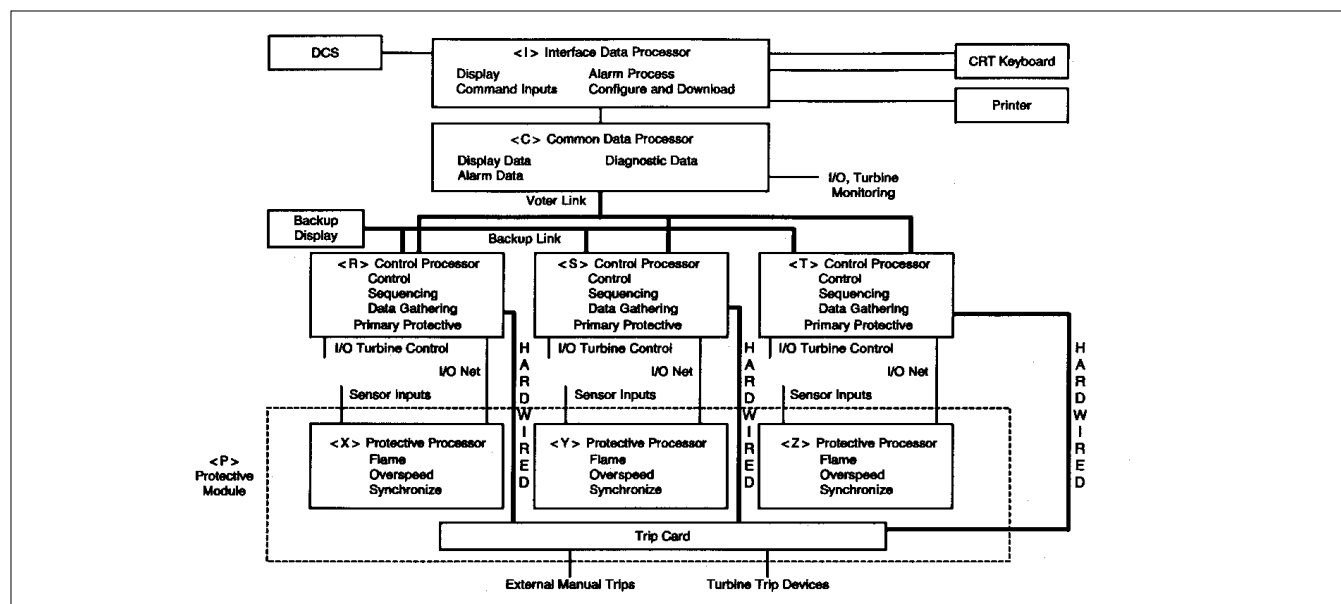 DCS
<I> Interface Data Processor
Display
Alarm Process
Command Inputs
Configure and Download
CRT Keyboard
Printer
<C> Common Data Processor
Display Data
Diagnostic Data
Alarm Data
I/O, Turbine
Monitoring
Voter Link
Backup
Display
Backup Link
<R> Control Processor
Control
Sequencing
Data Gathering
Primary Protective
<S> Control Processor
Control
Sequencing
Data Gathering
Primary Protective
<T> Control Processor
Control
Sequencing
Data Gathering
Primary Protective
I/O Turbine Control
I/O Net
Sensor Inputs
HARDWIRED
I/O Turbine Control
I/O Net
Sensor Inputs
HARDWIRED
I/O Turbine Control
I/O Net
Sensor Inputs
HARDWIRED
<P>
Protective
Module
<X> Protective Processor
Flame
Overspeed
Synchronize
<Y> Protective Processor
Flame
Overspeed
Synchronize
<Z> Protective Processor
Flame
Overspeed
Synchronize
Trip Card
External Manual Trips
Turbine Trip Devices